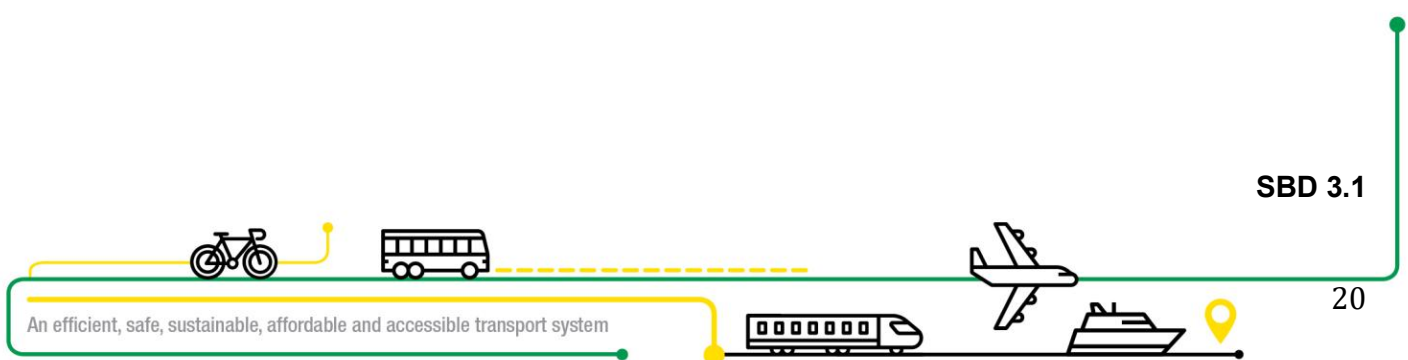 SBD 3.1
20
An efficient, safe, sustainable, affordable and accessible transport system